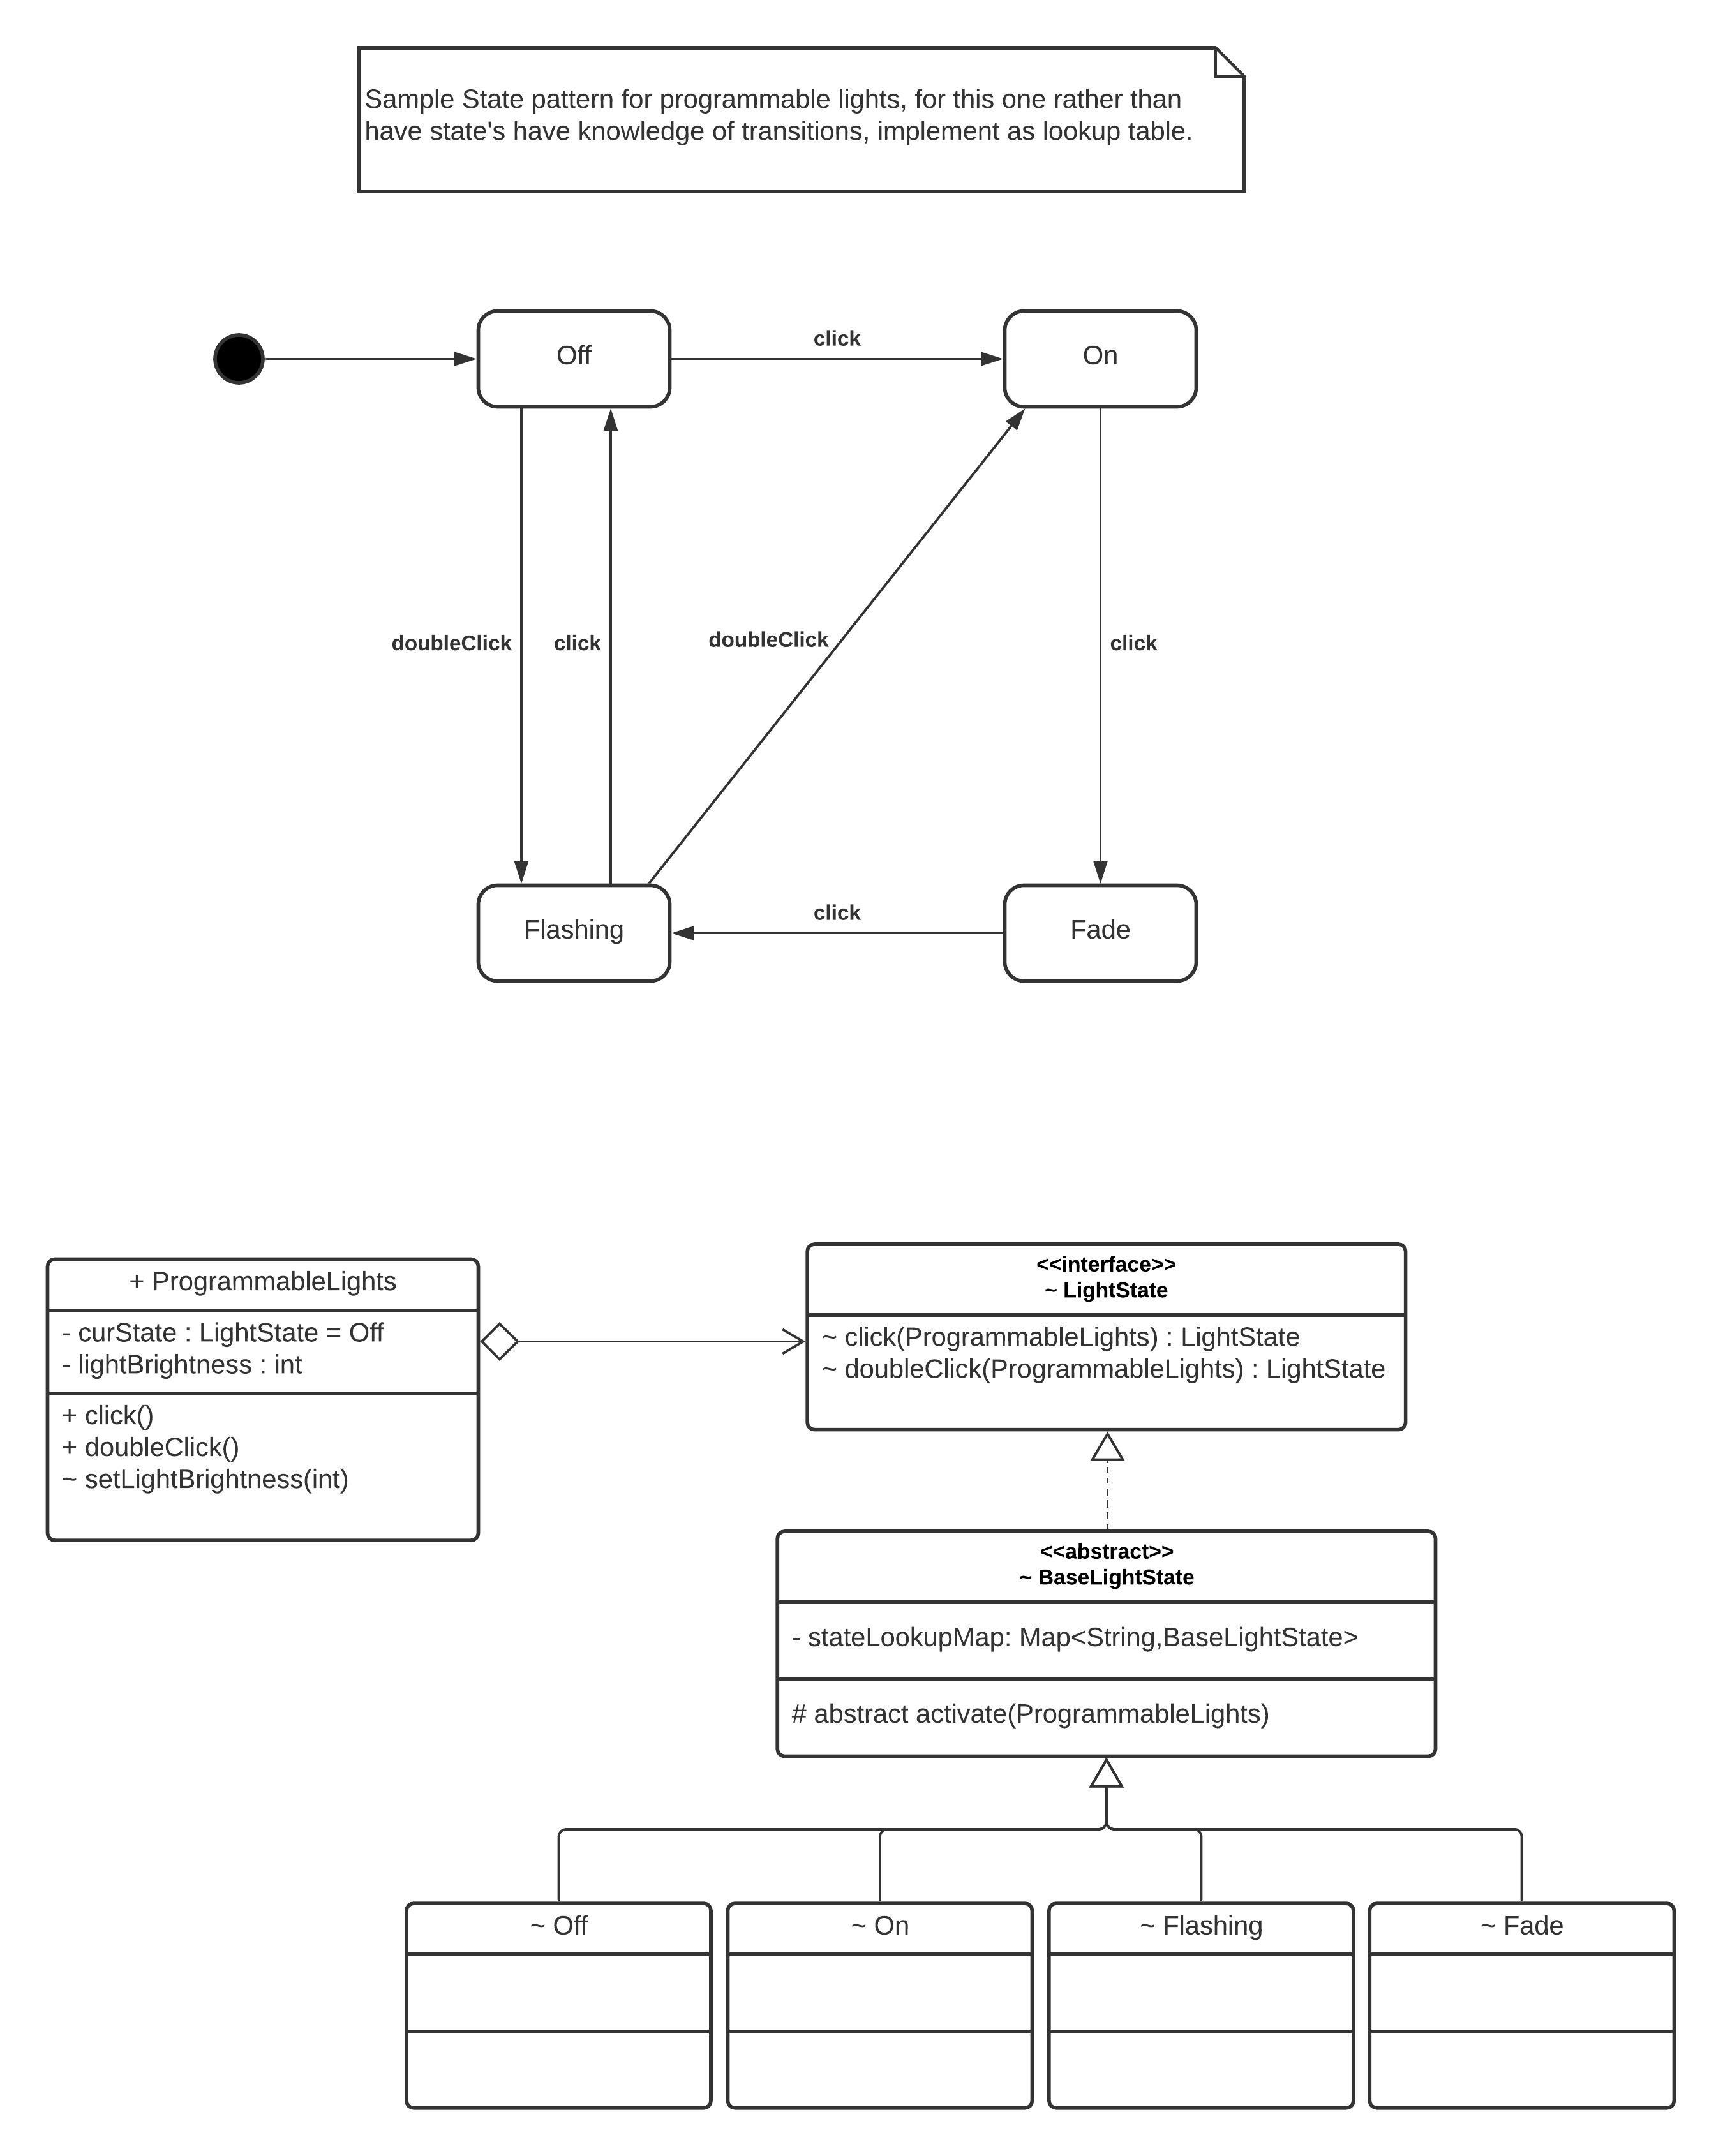 Sample State pattern for programmable lights, for this one rather than
have state's have knowledge of transitions, implement as lookup table.
Off
click
On
doubleClick
click
doubleClick
click
Flashing
click
Fade
+ ProgrammableLights
- curState : LightState = Off
- lightBrightness : int
+ click()
+ doubleClick()
~ setLightBrightness(int)
<<interface>>
~ LightState
~ click(ProgrammableLights) : LightState
~ doubleClick(ProgrammableLights) : LightState
<<abstract>>
~ BaseLightState
- stateLookupMap: Map<String,BaseLightState>
# abstract activate(ProgrammableLights)
~ Off
~ On
~ Flashing
~ Fade